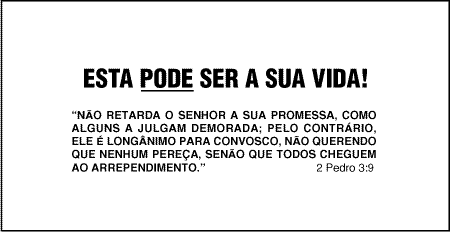 ESTA PODE SER A SUA VIDA!
“NÃO RETARDA O SENHOR A SUA PROMESSA, COMO
ALGUNS A JULGAM DEMORADA; PELO CONTRÁRIO,
ELE É LONGÂNIMO PARA CONVOSCO, NÃO QUERENDO
QUE NENHUM PEREÇA, SENÃO QUE TODOS CHEGUEM
AO ARREPENDIMENTO.” 2 Pedro 3:9